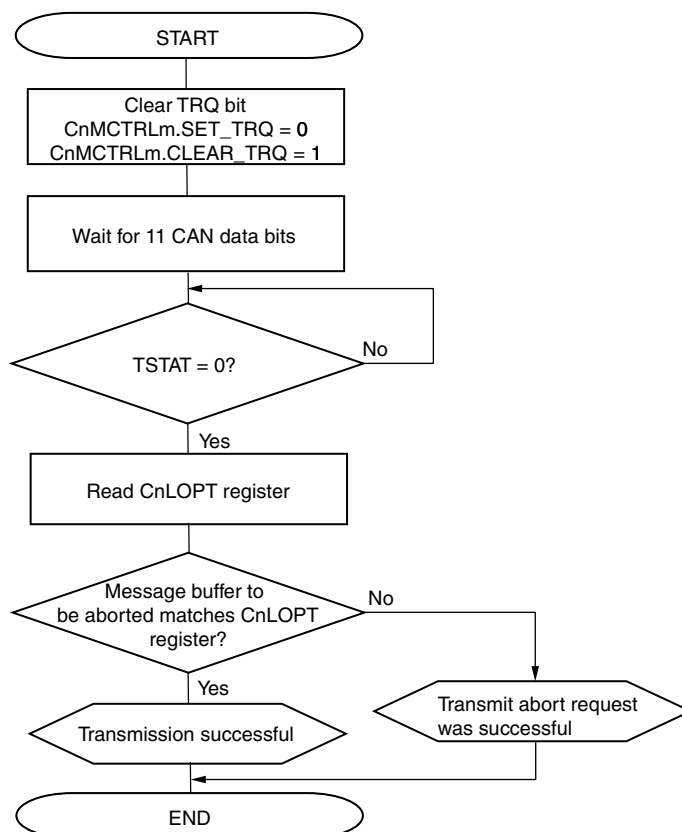 START
Clear TRQ bit
CnMCTRLm.SET_TRQ = 0
CnMCTRLm.CLEAR_TRQ = 1
Wait for 11 CAN data bits
TSTAT = 0?
No
Yes
Read CnLOPT register
Message buffer to
be aborted matches CnLOPT
register?
No
Yes
Transmission successful
Transmit abort request
was successful
END